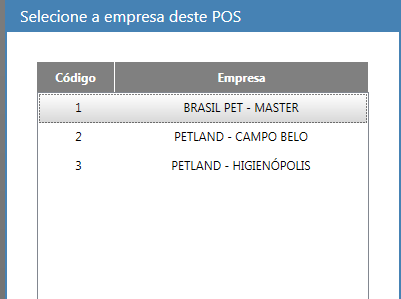 Selecione a empresa deste POS
Código Empresa
1 BRASIL PET - MASTER
2 PETLAND - CAMPO BELO
3 PETLAND - HIGIENÓPOLIS